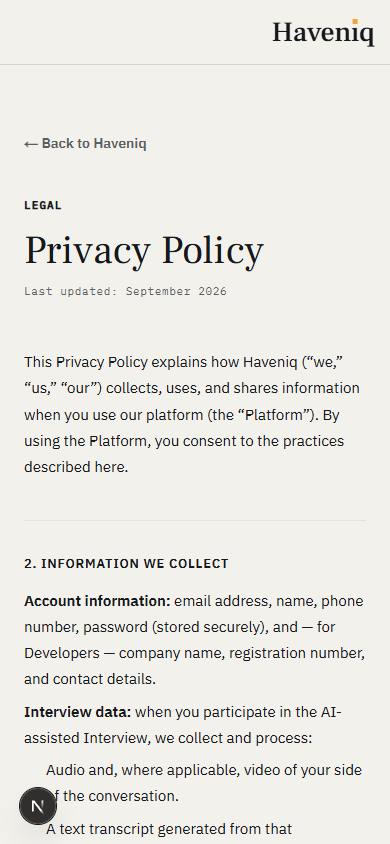 Haveniq
← Back to Haveniq
LEGAL
Privacy Policy
Last updated: September 2026
This Privacy Policy explains how Haveniq (“we,”
“us,” “our”) collects, uses, and shares information
when you use our platform (the “Platform”). By
using the Platform, you consent to the practices
described here.
2. INFORMATION WE COLLECT
Account information: email address, name, phone
number, password (stored securely), and — for
Developers — company name, registration number,
and contact details.
Interview data: when you participate in the AI-
assisted Interview, we collect and process:
Audio and, where applicable, video of your side
of the conversation.
N
A text transcript generated from that